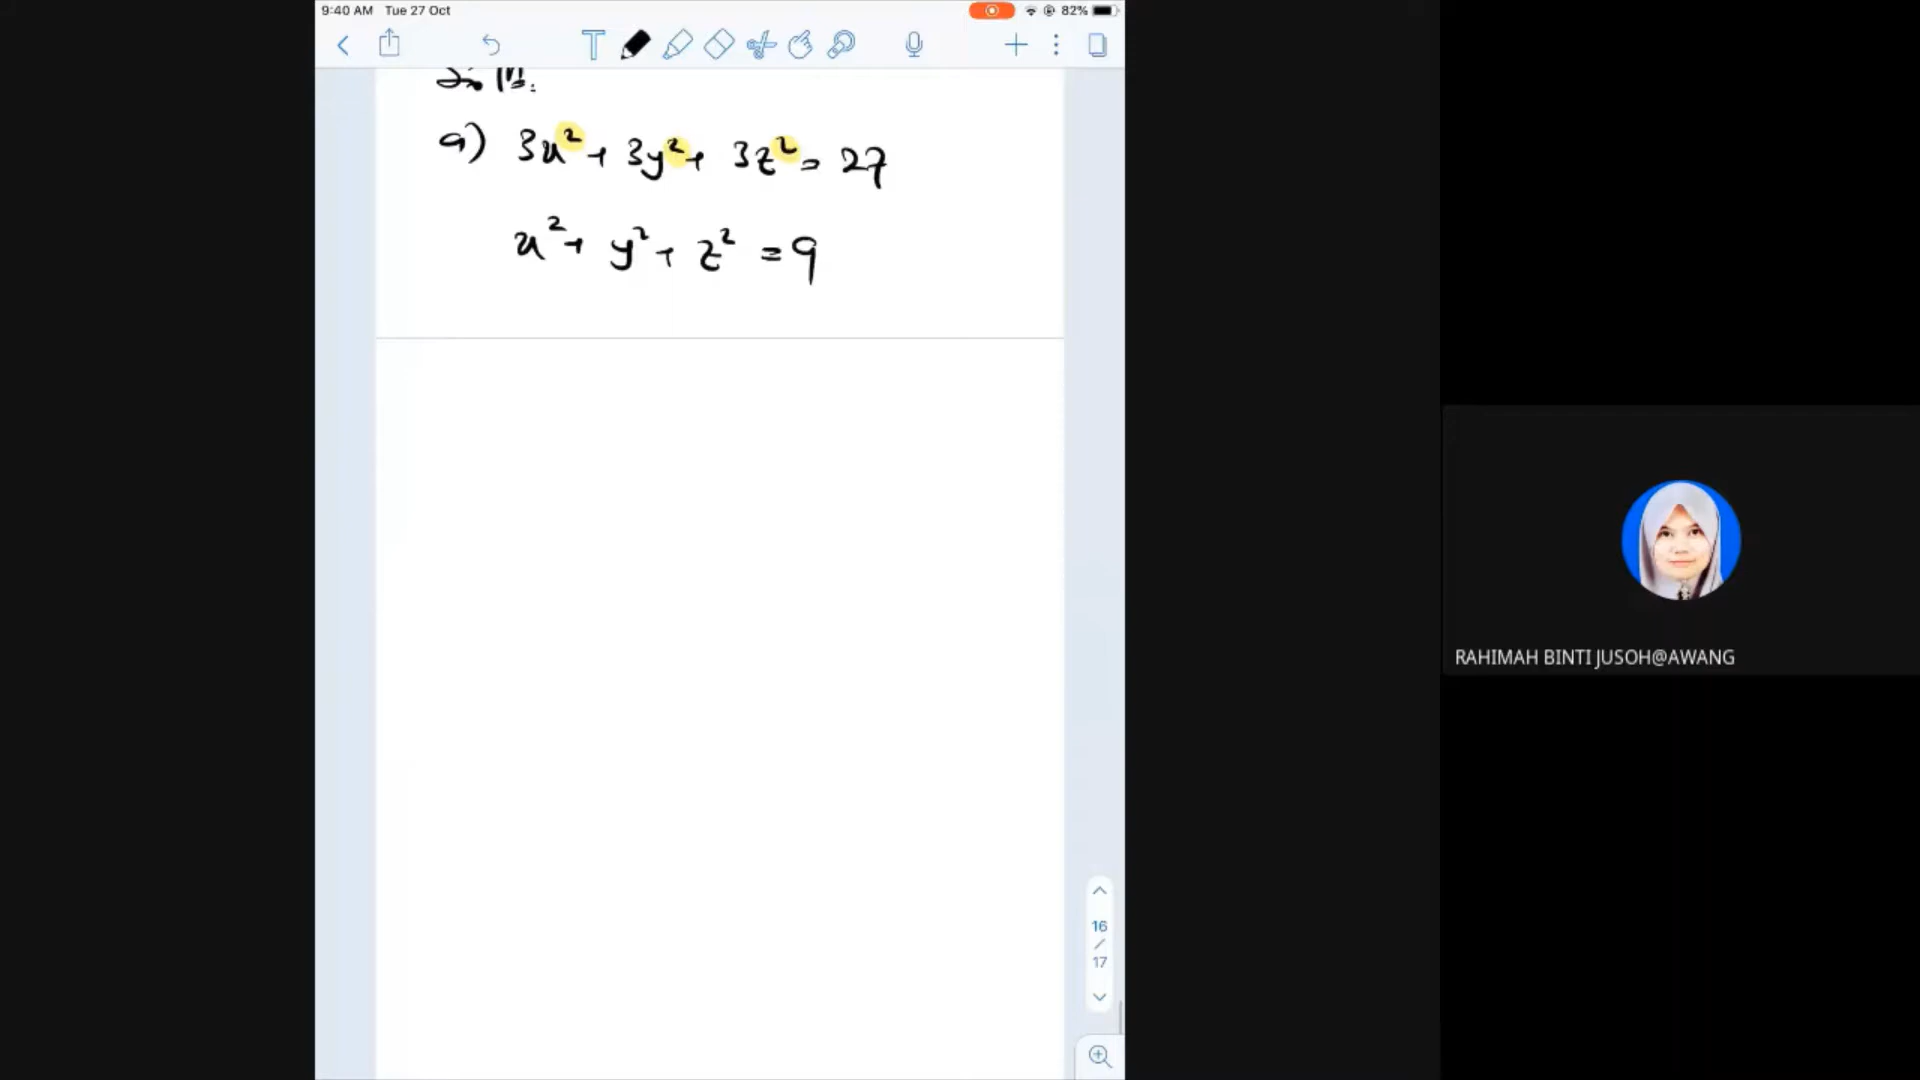 9:40 AM Tue 27 Oct
82%
T
Soln:
a) 3x² + 3y² + 3z² = 27
x² + y² + z² = 9
16
/
17
RAHIMAH BINTI JUSOH@AWANG